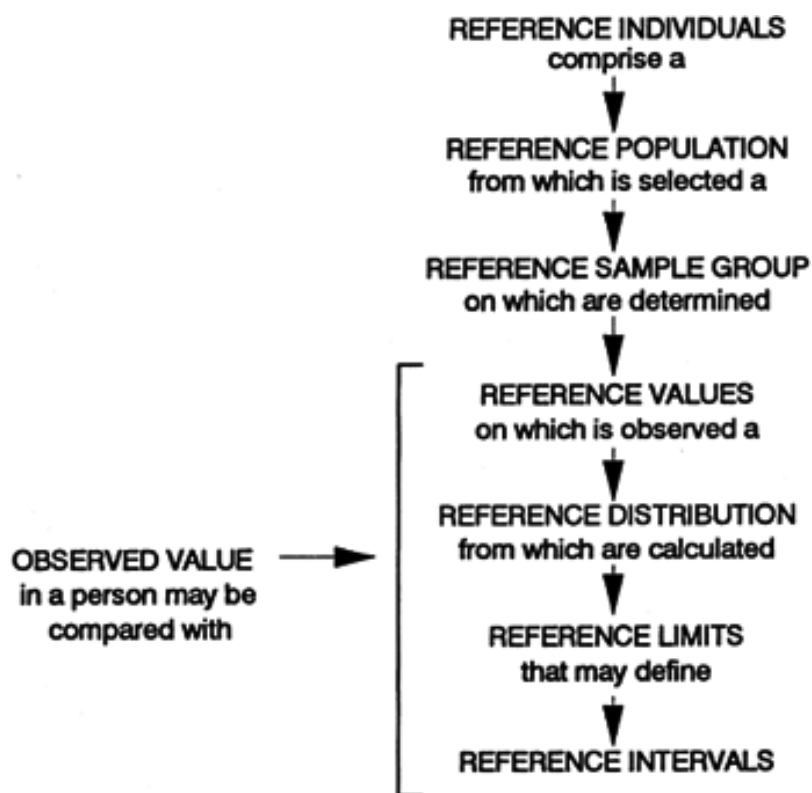 REFERENCE INDIVIDUALS
comprise a
REFERENCE POPULATION
from which is selected a
REFERENCE SAMPLE GROUP
on which are determined
REFERENCE VALUES
on which is observed a
REFERENCE DISTRIBUTION
from which are calculated
REFERENCE LIMITS
that may define
REFERENCE INTERVALS
OBSERVED VALUE
in a person may be
compared with